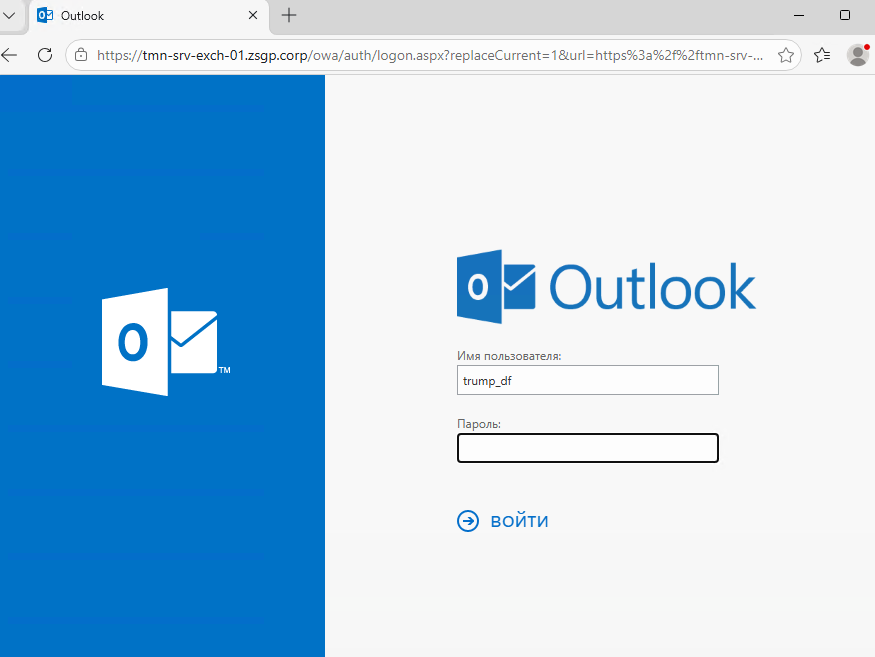 Outlook
https://tmn-srv-exch-01.zsgp.corp/owa/auth/logon.aspx?replaceCurrent=1&url=https%3a%2f%2ftmn-srv-...
Outlook
TM
Имя пользователя:
trump_df
Пароль:
ВОЙТИ